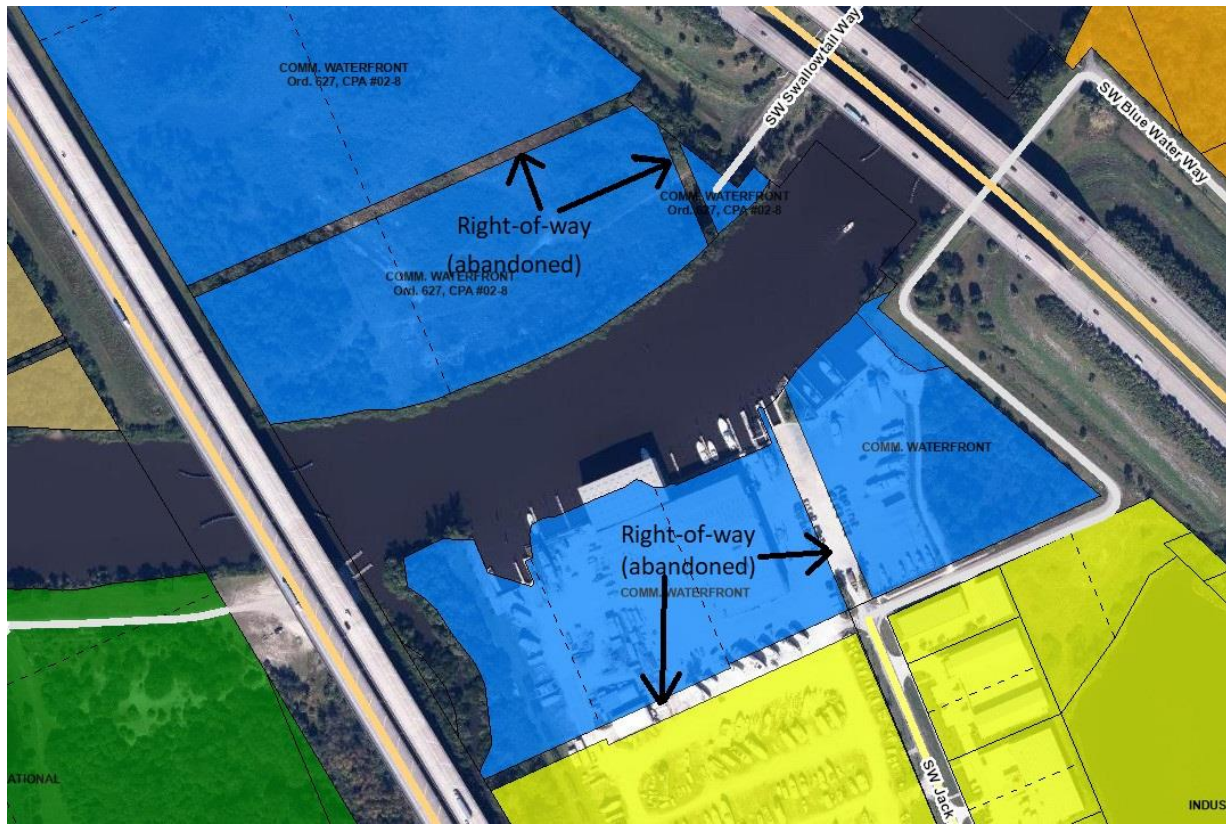 COMM. WATERFRONT
Ord. 627, CPA #02-8
SW Swallowtail Way
SW Blue Water Way
COMM. WATERFRONT
Ord. 627, CPA #02-8
Right-of-way
(abandoned)
COMM. WATERFRONT
Ord. 627, CPA #02-8
COMM. WATERFRONT
Right-of-way
(abandoned)
COMM. WATERFRONT
SW Jack
ATIONAL
INDUS